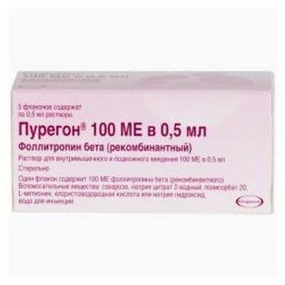 5 флаконов содержат
по 0,5 мл раствора
Пурегон® 100 МЕ в 0,5 мл
Фоллитропин бета (рекомбинантный)
Раствор для внутримышечного и подкожного введения 100 МЕ в 0,5 мл
Стерильно
Один флакон содержит 100 МЕ фоллитропина бета (рекомбинантного)
Вспомогательные вещества: сахароза, натрия цитрат 2-водный, полисорбат 20,
L-метионин, хлористоводородная кислота или натрия гидроксид,
вода для инъекций